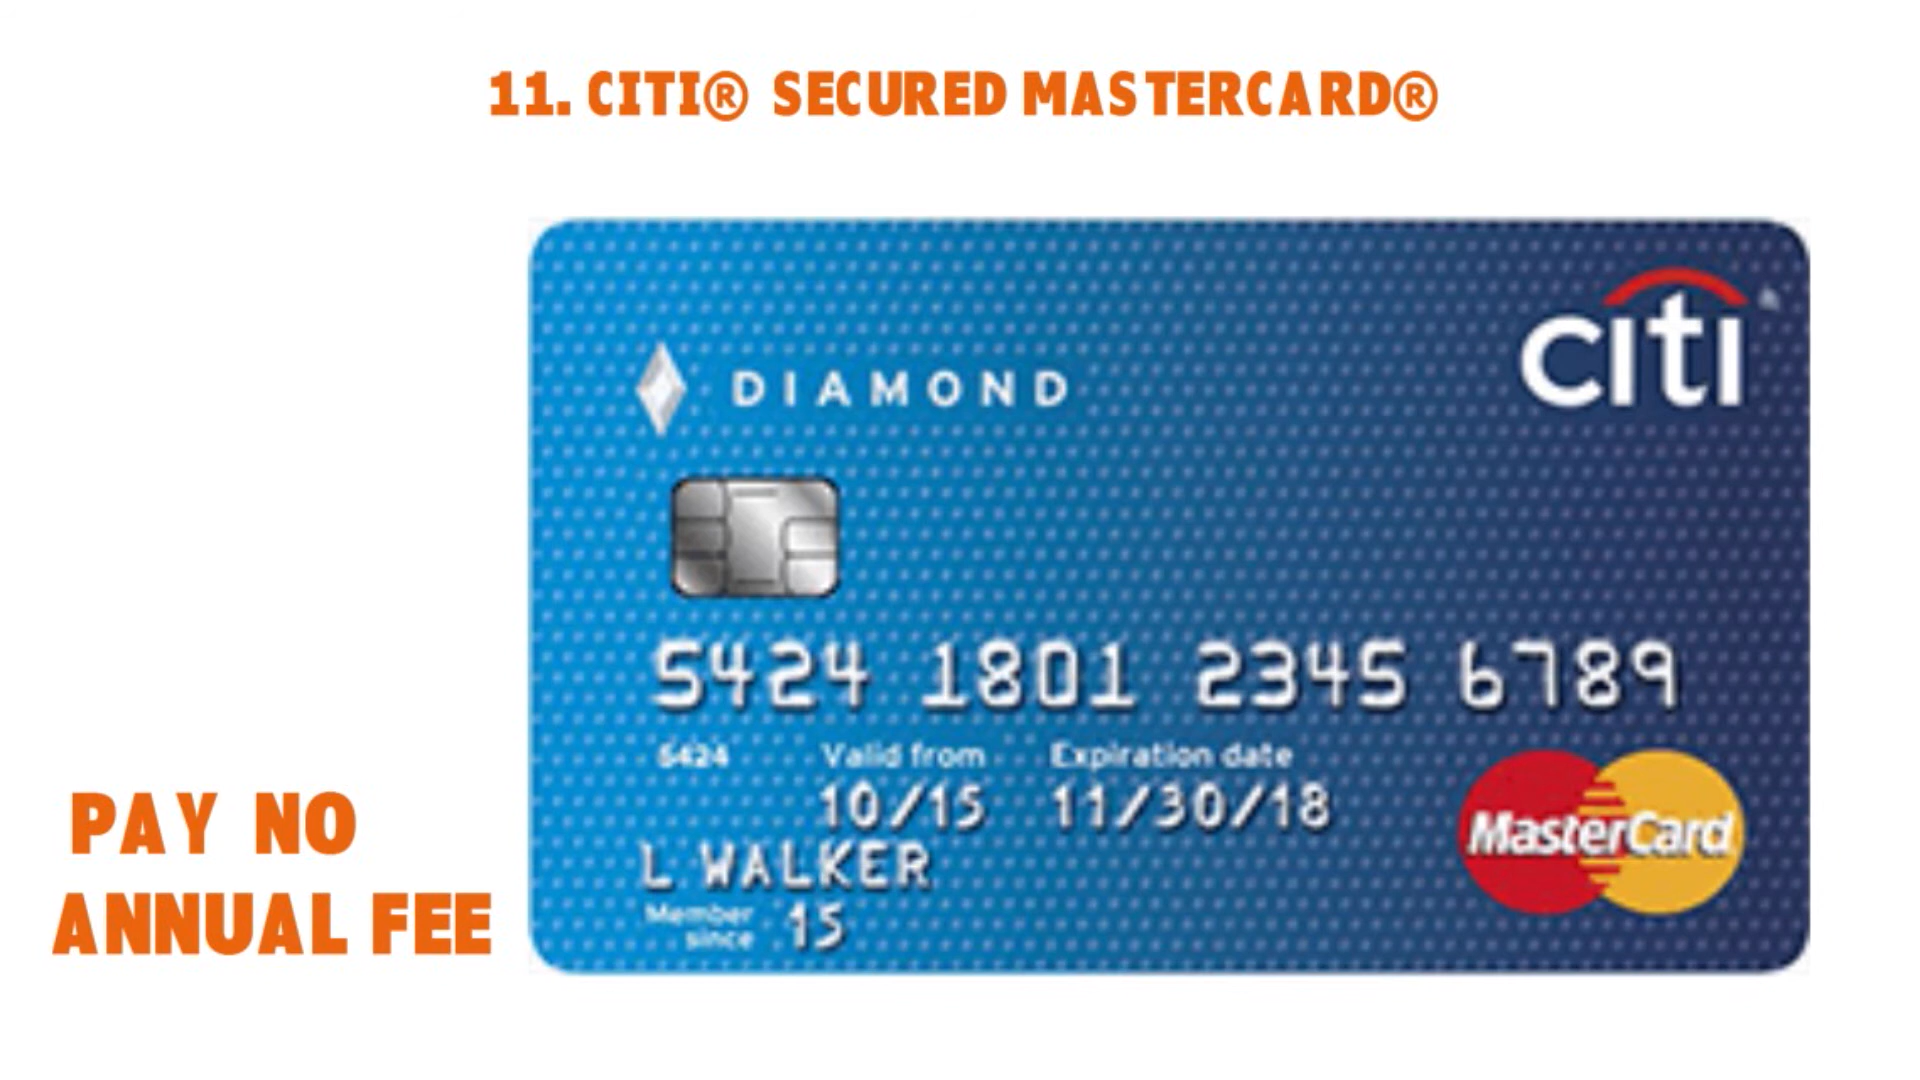 11. CITI® SECURED MASTERCARD®
DIAMOND
citi®
5424 1801 2345 6789
5424 Valid from Expiration date
10/15 11/30/18
L WALKER
Member since 15
MasterCard
PAY NO
ANNUAL FEE